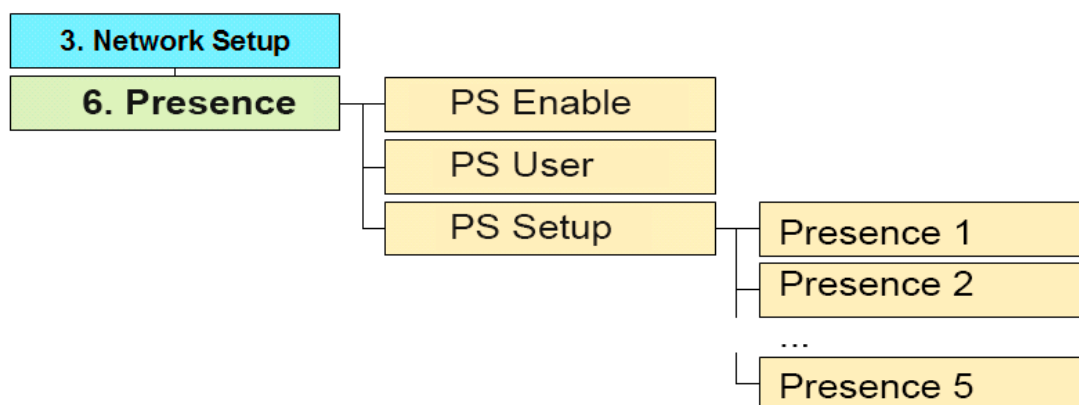 3. Network Setup
6. Presence
PS Enable
PS User
PS Setup
Presence 1
Presence 2
...
Presence 5